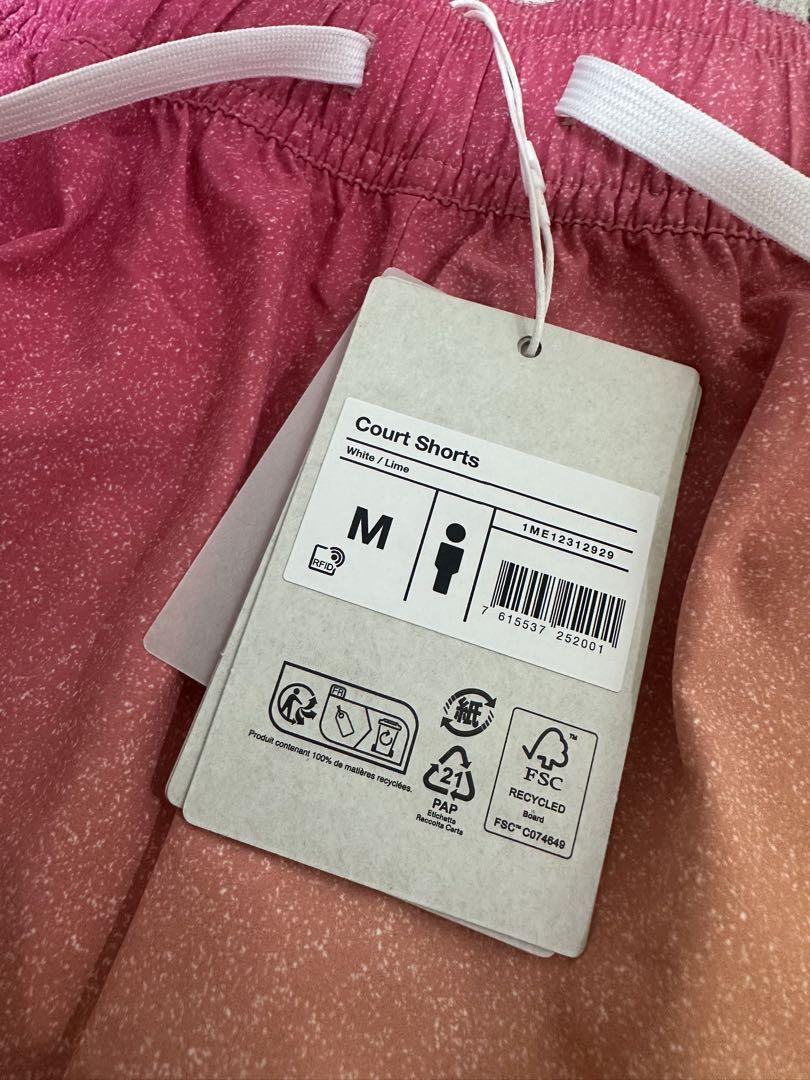 Court Shorts
White / Lime
M
RFID
1ME12312929
7 615537 252001
FR
Produit contenant 100% de matières recyclées.
紙
21
PAP
Etichetta
Raccolta Carta
FSC™
RECYCLED
Board
FSC™ C074649